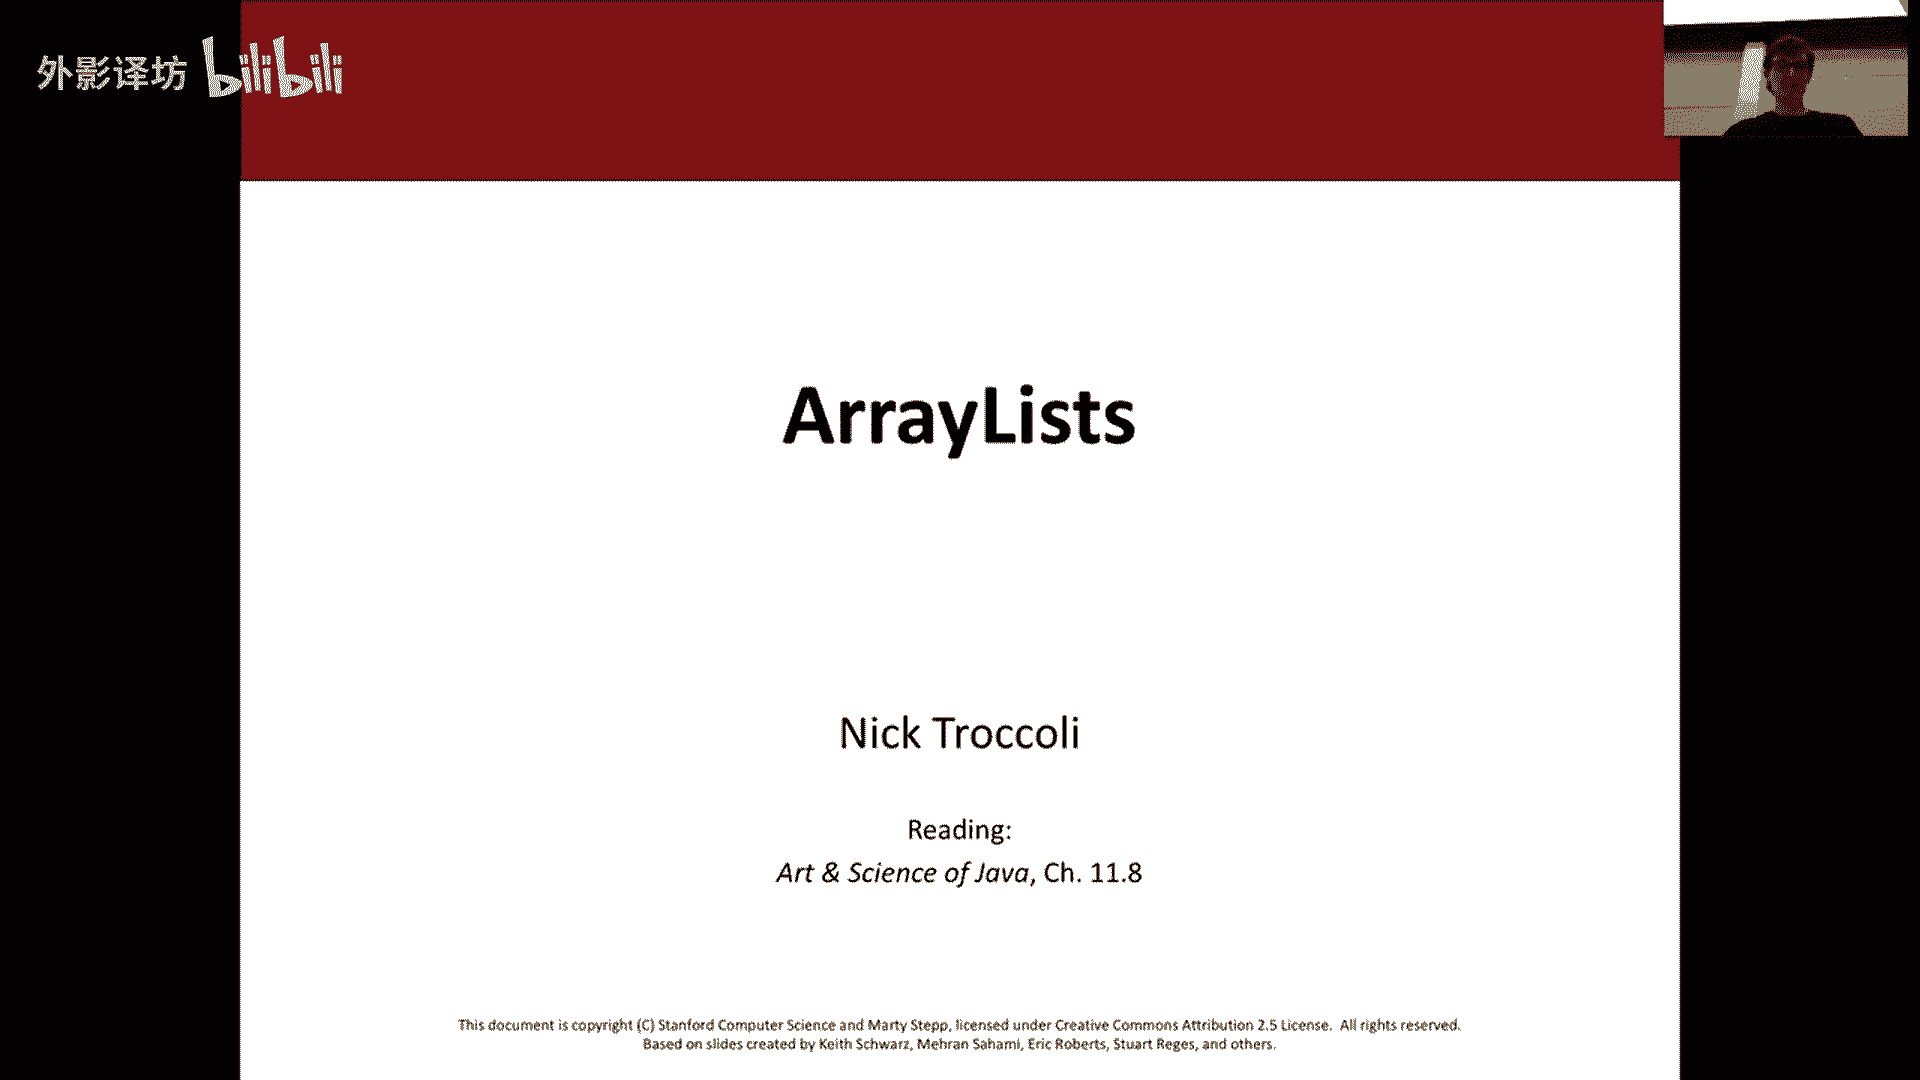 外影译坊 bilibili
ArrayLists
Nick Troccoli
Reading:
Art & Science of Java, Ch. 11.8
This document is copyright (C) Stanford Computer Science and Marty Stepp, licensed under Creative Commons Attribution 2.5 License. All rights reserved.
Based on slides created by Keith Schwarz, Mehran Sahami, Eric Roberts, Stuart Reges, and others.